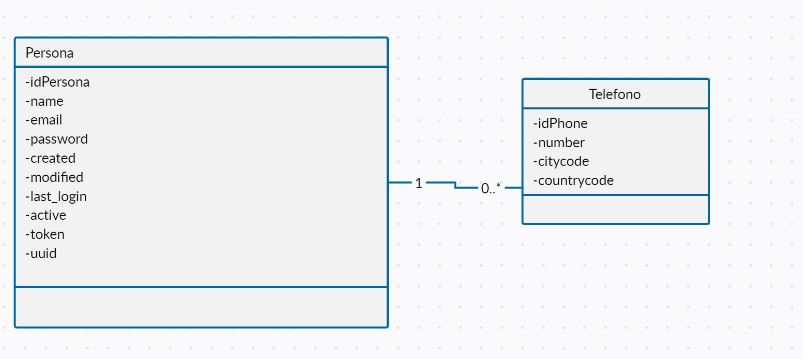 Persona
-idPersona
-name
-email
-password
-created
-modified
-last_login
-active
-token
-uuid
1
0..*
Telefono
-idPhone
-number
-citycode
-countrycode